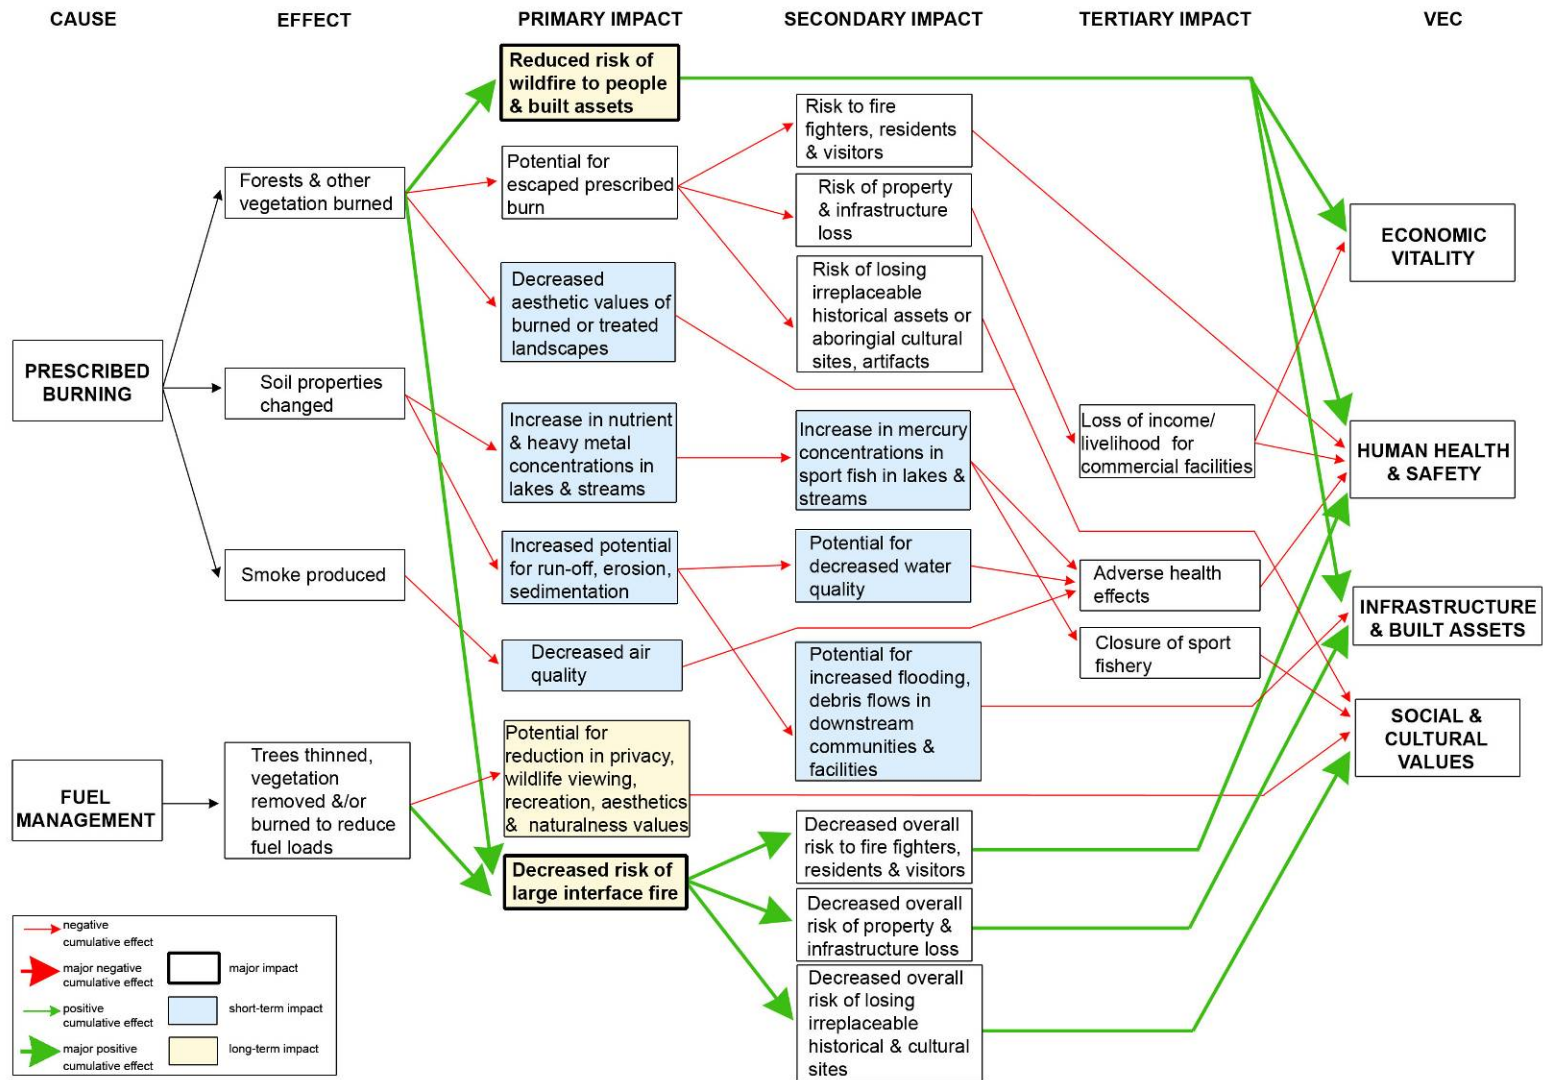 CAUSE
EFFECT
PRIMARY IMPACT
SECONDARY IMPACT
TERTIARY IMPACT
VEC
PRESCRIBED
BURNING
FUEL
MANAGEMENT
Forests & other
vegetation burned
Soil properties
changed
Smoke produced
Trees thinned,
vegetation
removed &/or
burned to reduce
fuel loads
Reduced risk of
wildfire to people
& built assets
Potential for
escaped prescribed
burn
Decreased
aesthetic values of
burned or treated
landscapes
Increase in nutrient
& heavy metal
concentrations in
lakes & streams
Increased potential
for run-off, erosion,
sedimentation
Decreased air
quality
Potential for
reduction in privacy,
wildlife viewing,
recreation, aesthetics
& naturalness values
Decreased risk of
large interface fire
Risk to fire
fighters, residents
& visitors
Risk of property
& infrastructure
loss
Risk of losing
irreplaceable
historical assets or
aboringial cultural
sites, artifacts
Increase in mercury
concentrations in
sport fish in lakes &
streams
Potential for
decreased water
quality
Potential for
increased flooding,
debris flows in
downstream
communities &
facilities
Decreased overall
risk to fire fighters,
residents & visitors
Decreased overall
risk of property &
infrastructure loss
Decreased overall
risk of losing
irreplaceable
historical & cultural
sites
Loss of income/
livelihood for
commercial facilities
Adverse health
effects
Closure of sport
fishery
ECONOMIC
VITALITY
HUMAN HEALTH
& SAFETY
INFRASTRUCTURE
& BUILT ASSETS
SOCIAL &
CULTURAL
VALUES
negative
cumulative effect
major negative
cumulative effect
positive
cumulative effect
major positive
cumulative effect
major impact
short-term impact
long-term impact